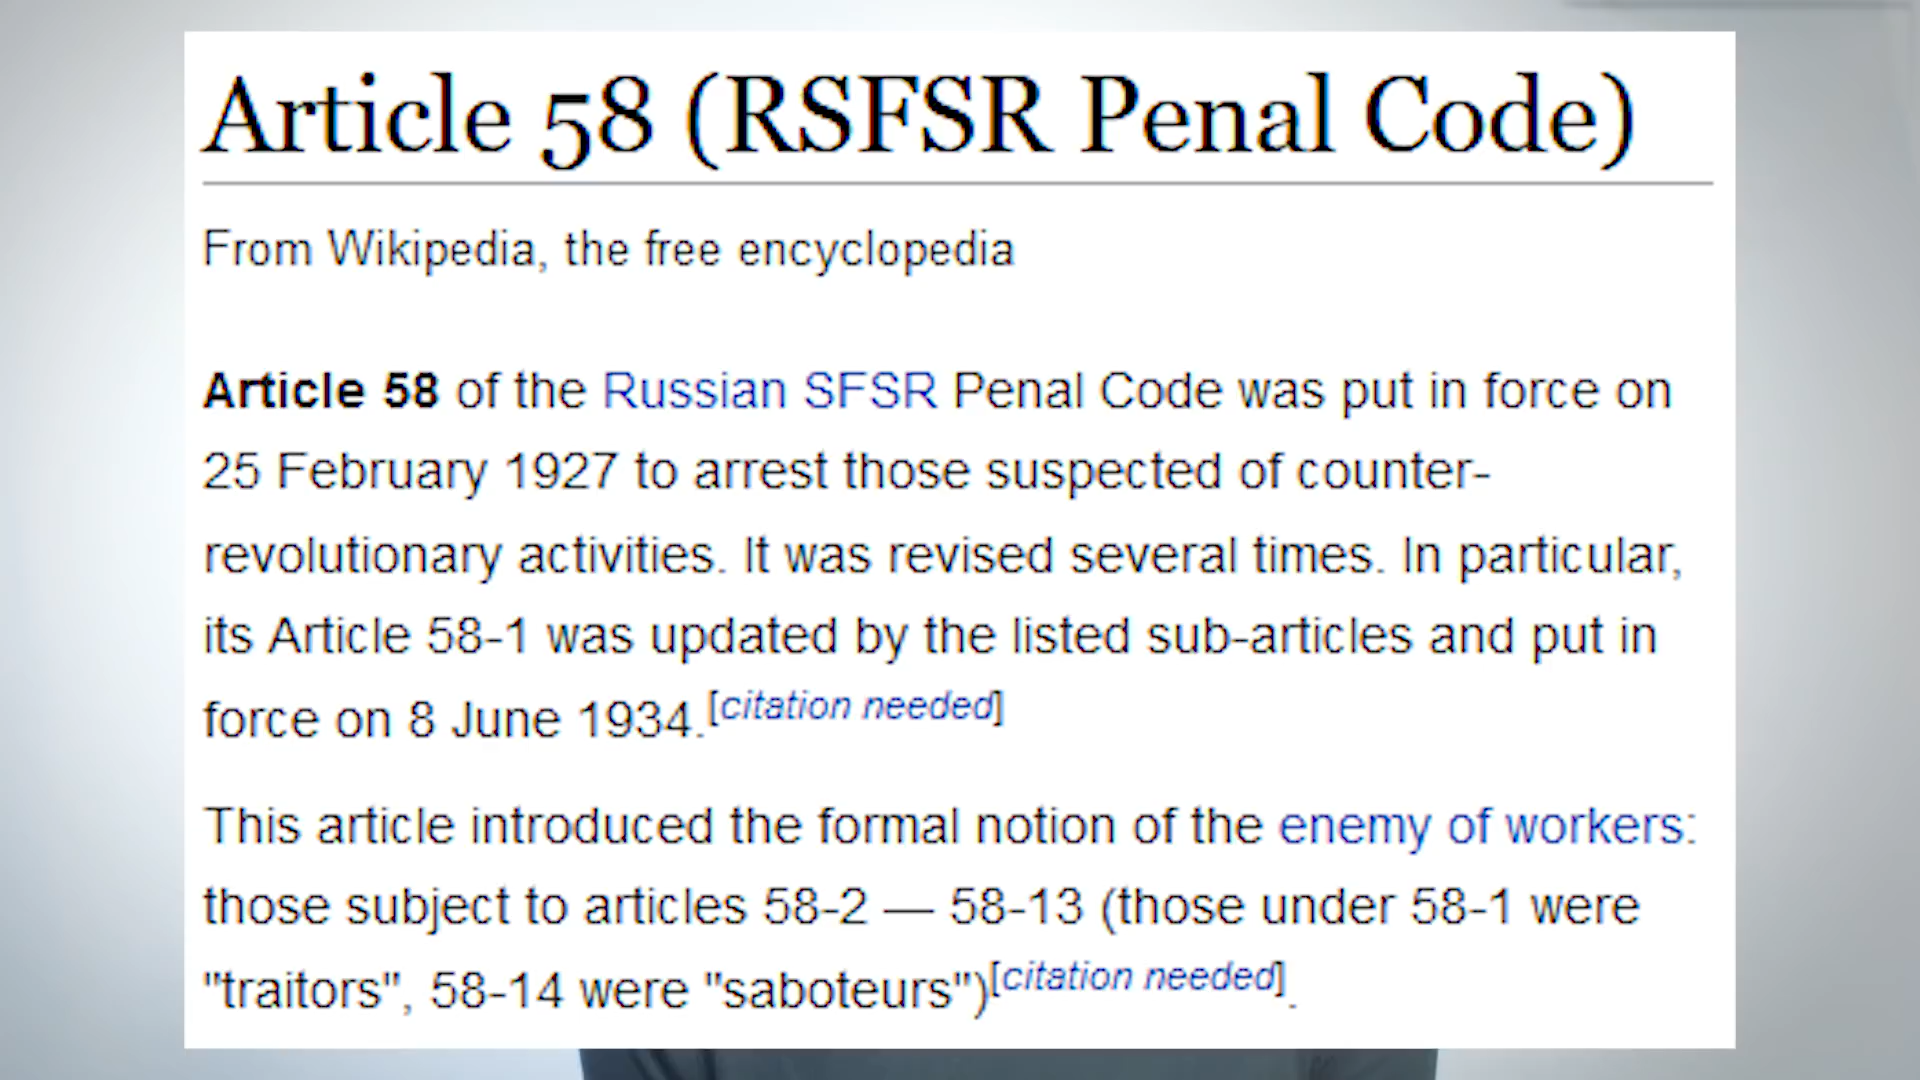 Article 58 (RSFSR Penal Code)
From Wikipedia, the free encyclopedia
Article 58 of the Russian SFSR Penal Code was put in force on
25 February 1927 to arrest those suspected of counter-
revolutionary activities. It was revised several times. In particular,
its Article 58-1 was updated by the listed sub-articles and put in
force on 8 June 1934.[citation needed]
This article introduced the formal notion of the enemy of workers:
those subject to articles 58-2 — 58-13 (those under 58-1 were
"traitors", 58-14 were "saboteurs")[citation needed].